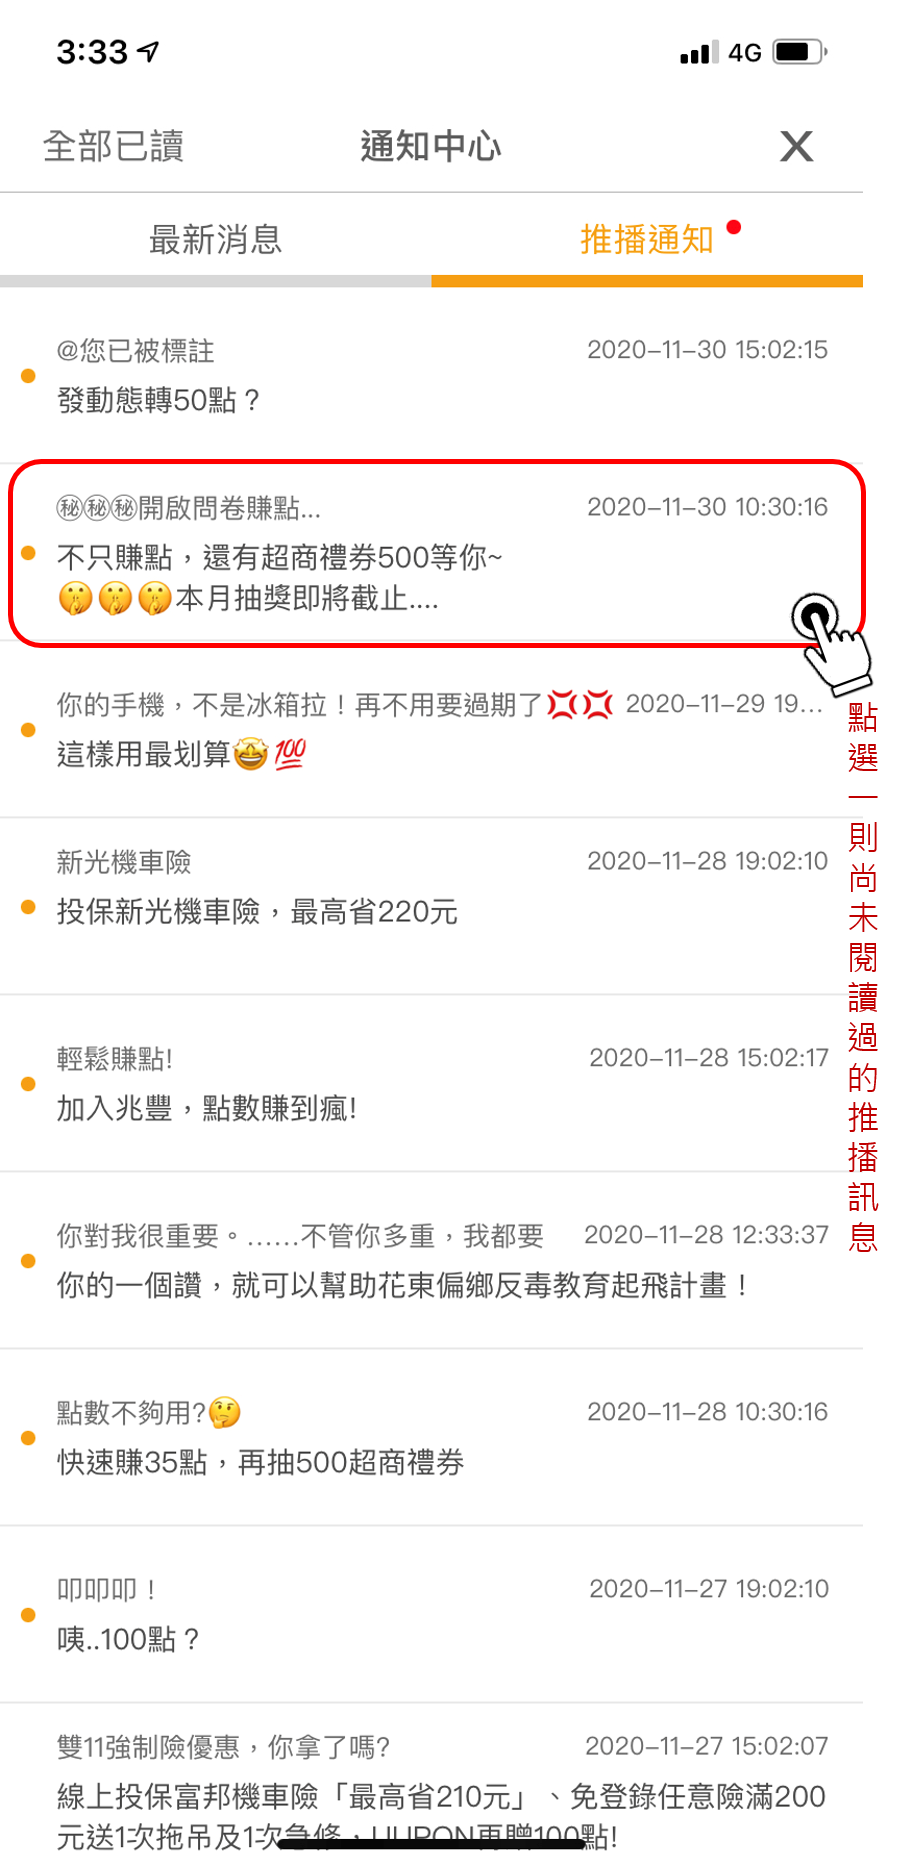 3:33
4G
全部已讀
通知中心
X
最新消息
推播通知
@您已被標註
2020-11-30 15:02:15
發動態轉50點？
㊙㊙㊙開啟問卷賺點...
2020-11-30 10:30:16
不只賺點，還有超商禮券500等你~
🤫🤫🤫本月抽獎即將截止....
你的手機，不是冰箱拉！再不用要過期了💢💢
2020-11-29 19...
這樣用最划算🤩💯
點選一則尚未閱讀過的推播訊息
新光機車險
2020-11-28 19:02:10
投保新光機車險，最高省220元
輕鬆賺點!
2020-11-28 15:02:17
加入兆豐，點數賺到瘋!
你對我很重要。……不管你多重，我都要
2020-11-28 12:33:37
你的一個讚，就可以幫助花東偏鄉反毒教育起飛計畫！
點數不夠用?🤔
2020-11-28 10:30:16
快速賺35點，再抽500超商禮券
叩叩叩！
2020-11-27 19:02:10
咦..100點？
雙11強制險優惠，你拿了嗎?
2020-11-27 15:02:07
線上投保富邦機車險「最高省210元」、免登錄任意險滿200
元送1次拖吊及1次急修，UUPON再贈100點!